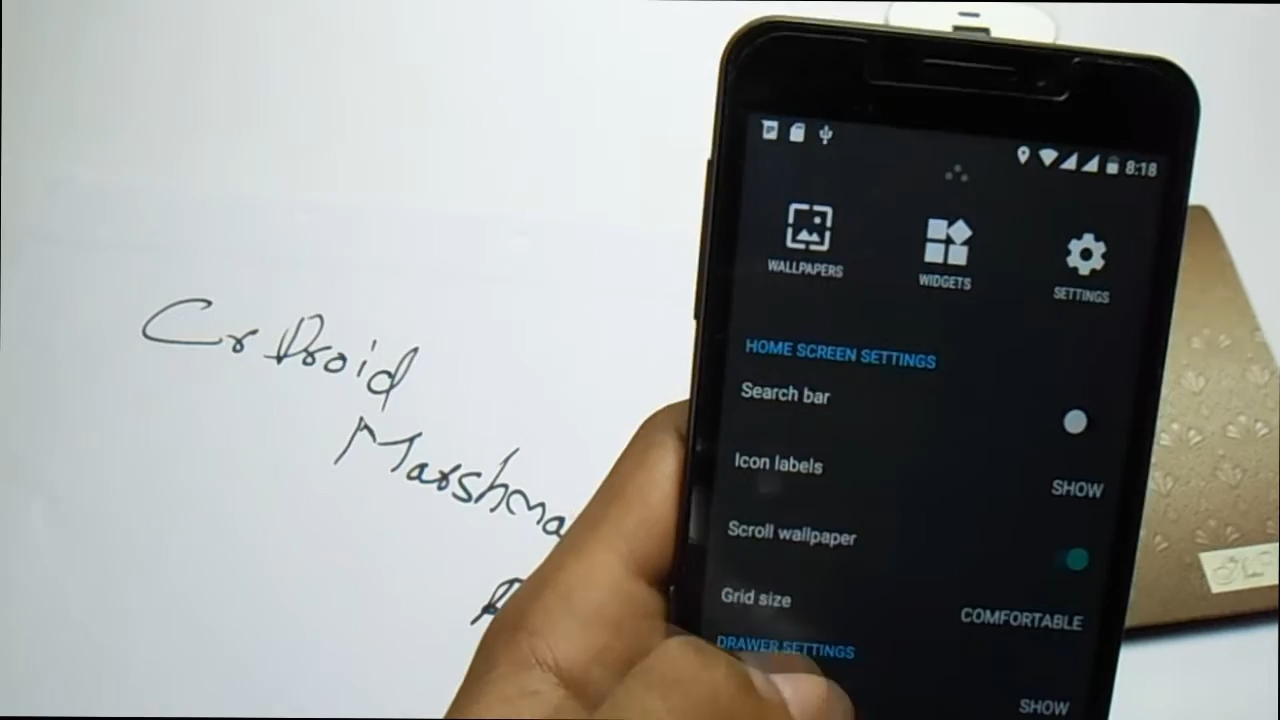 CrDroid
8:18
WALLPAPERS
WIDGETS
SETTINGS
HOME SCREEN SETTINGS
Search bar
Icon labels
SHOW
Scroll wallpaper
Grid size
COMFORTABLE
DRAWER SETTINGS
SHOW